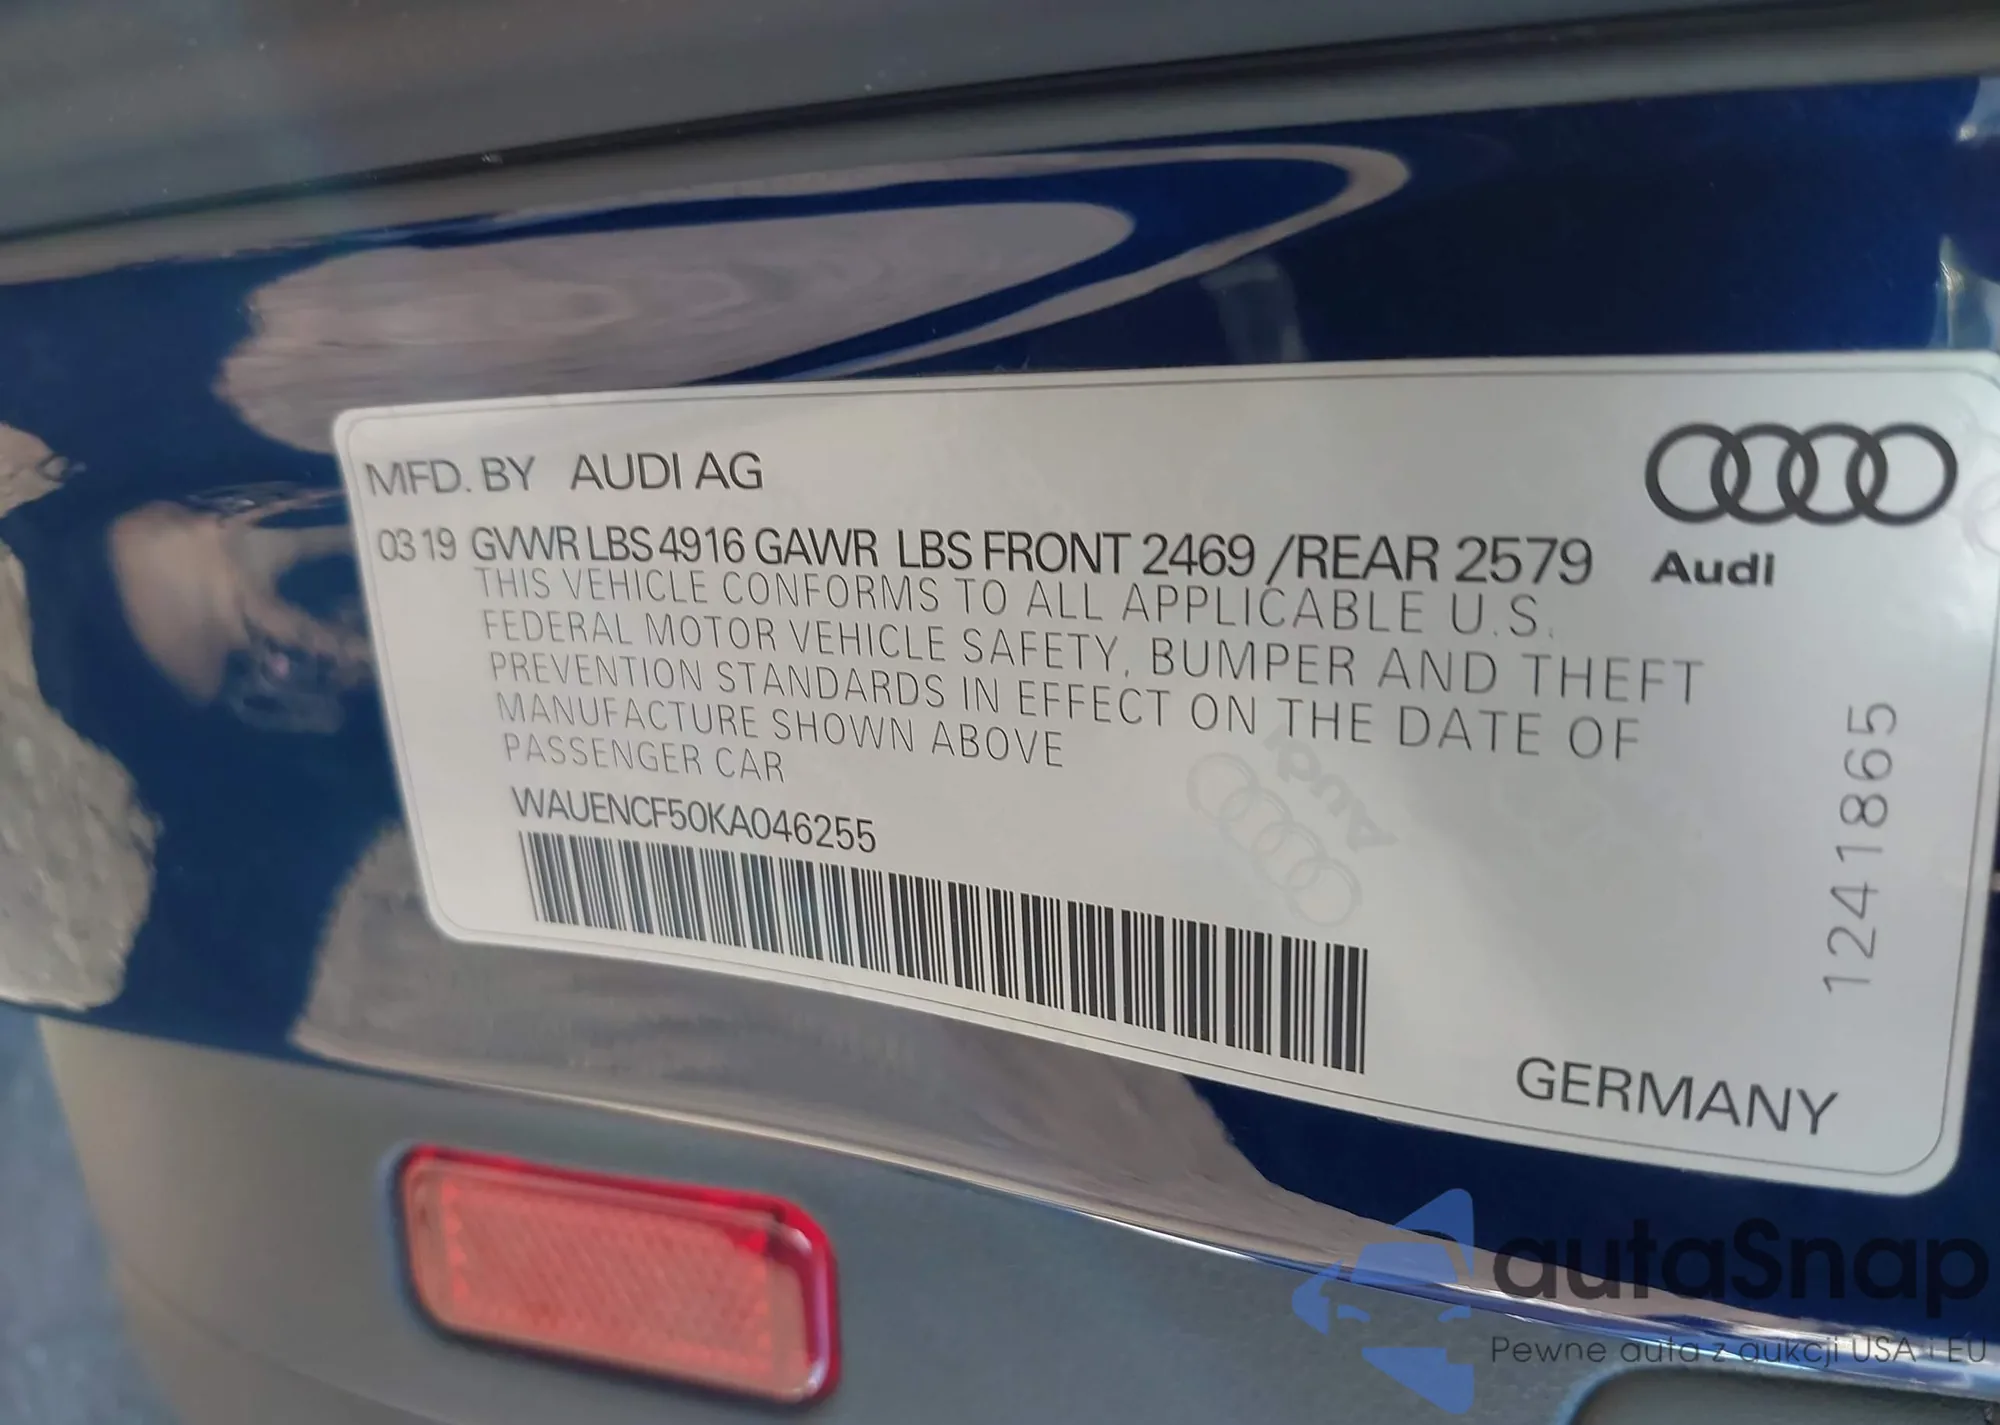 MFD. BY AUDI AG
03 19 GVWR LBS 4916 GAWR LBS FRONT 2469 /REAR 2579
Audi
THIS VEHICLE CONFORMS TO ALL APPLICABLE U.S.
FEDERAL MOTOR VEHICLE SAFETY, BUMPER AND THEFT
PREVENTION STANDARDS IN EFFECT ON THE DATE OF
MANUFACTURE SHOWN ABOVE
PASSENGER CAR
WAUENCF50KA046255
Audi
1241865
GERMANY
autaSnap
Pewne auta z aukcji USA i EU